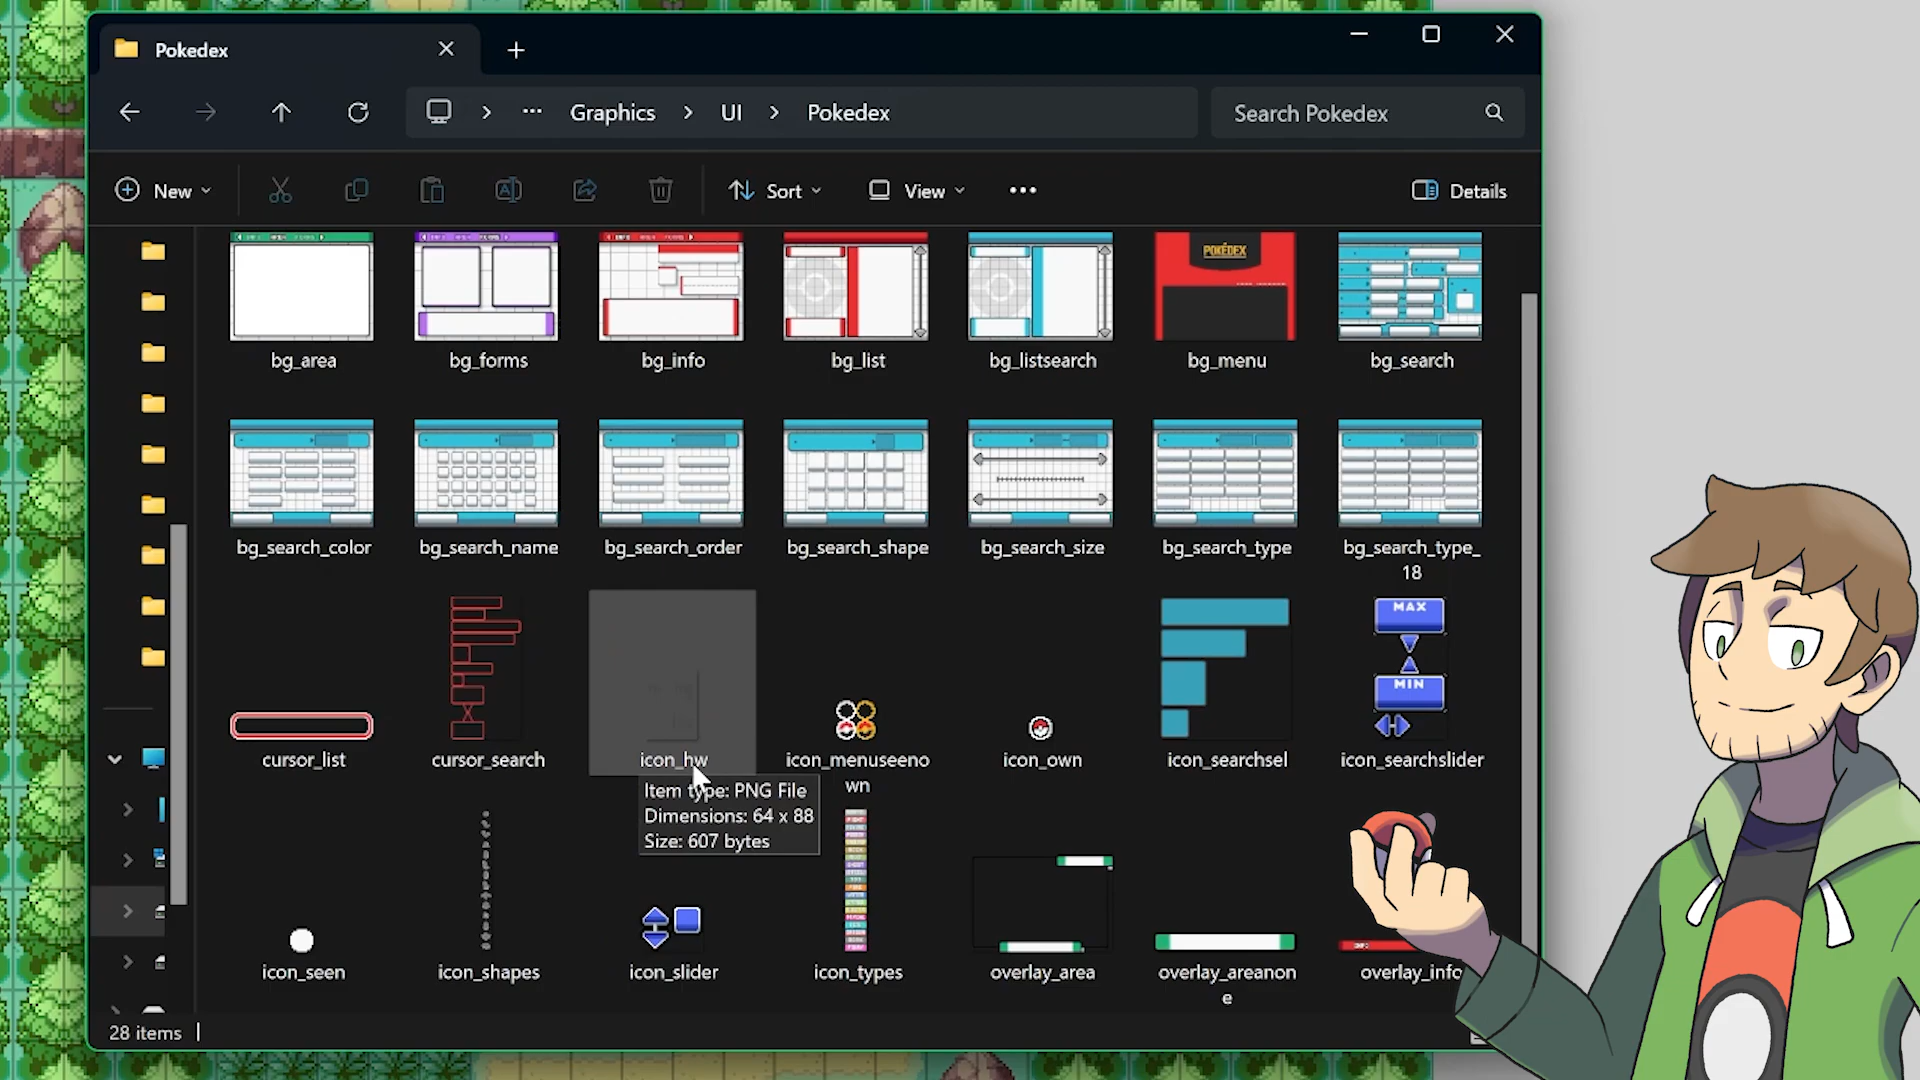 Pokedex
Graphics
UI
Pokedex
Search Pokedex
New
Sort
View
Details
POKÉDEX
bg_area
bg_forms
bg_info
bg_list
bg_listsearch
bg_menu
bg_search
bg_search_color
bg_search_name
bg_search_order
bg_search_shape
bg_search_size
bg_search_type
bg_search_type_
18
MAX
MIN
cursor_list
cursor_search
icon_hw
icon_menuseeno
wn
icon_own
icon_searchsel
icon_searchslider
Item type: PNG File
Dimensions: 64 x 88
Size: 607 bytes
INFO
icon_seen
icon_shapes
icon_slider
icon_types
overlay_area
overlay_areanon
e
overlay_info
28 items